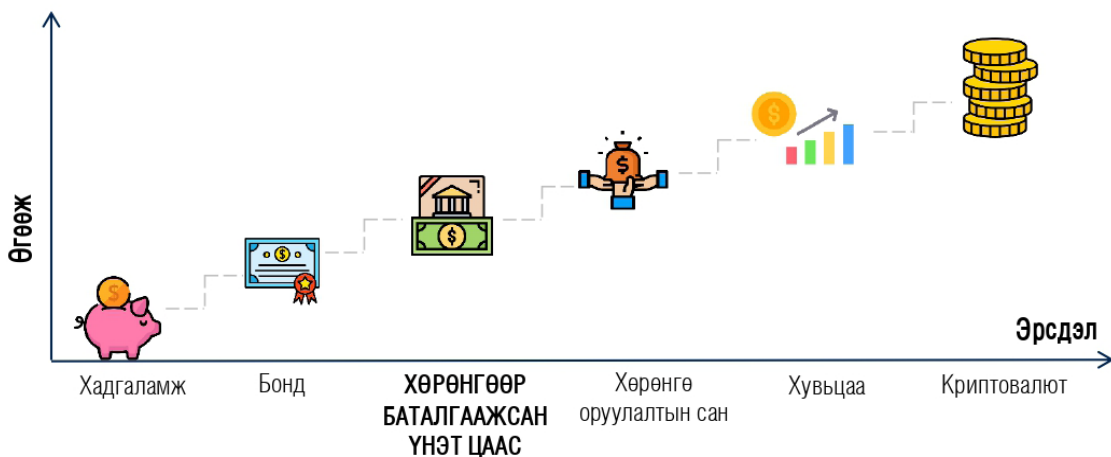 Өгөөж
Эрсдэл
Хадгаламж
Бонд
ХӨРӨНГӨӨР
БАТАЛГААЖСАН
ҮНЭТ ЦААС
Хөрөнгө
оруулалтын сан
Хувьцаа
Криптовалют